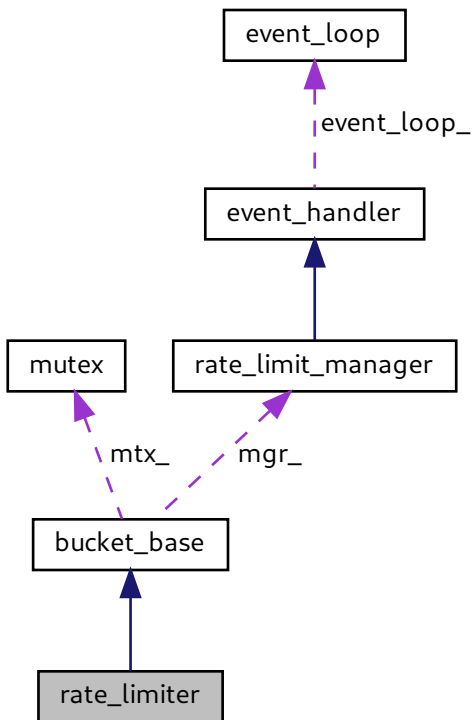 event_loop
event_loop_
event_handler
mutex
rate_limit_manager
mtx_
mgr_
bucket_base
rate_limiter